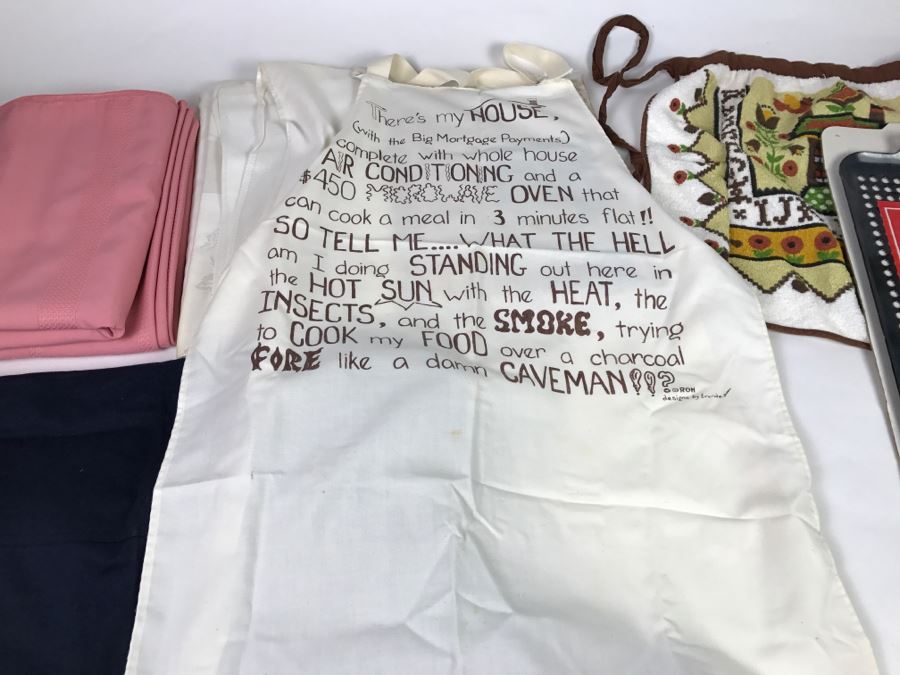 There's my HOUSE,
(with the Big Mortgage Payments)
complete with whole house
AIR CONDITIONING and a
$450 MICROWAVE OVEN that
can cook a meal in 3 minutes flat!!
SO TELL ME.... WHAT THE HELL
am I doing STANDING out here in
the HOT SUN with the HEAT, the
INSECTS, and the SMOKE, trying
to COOK my FOOD over a charcoal
FIRE like a damn CAVEMAN!!?
designs by